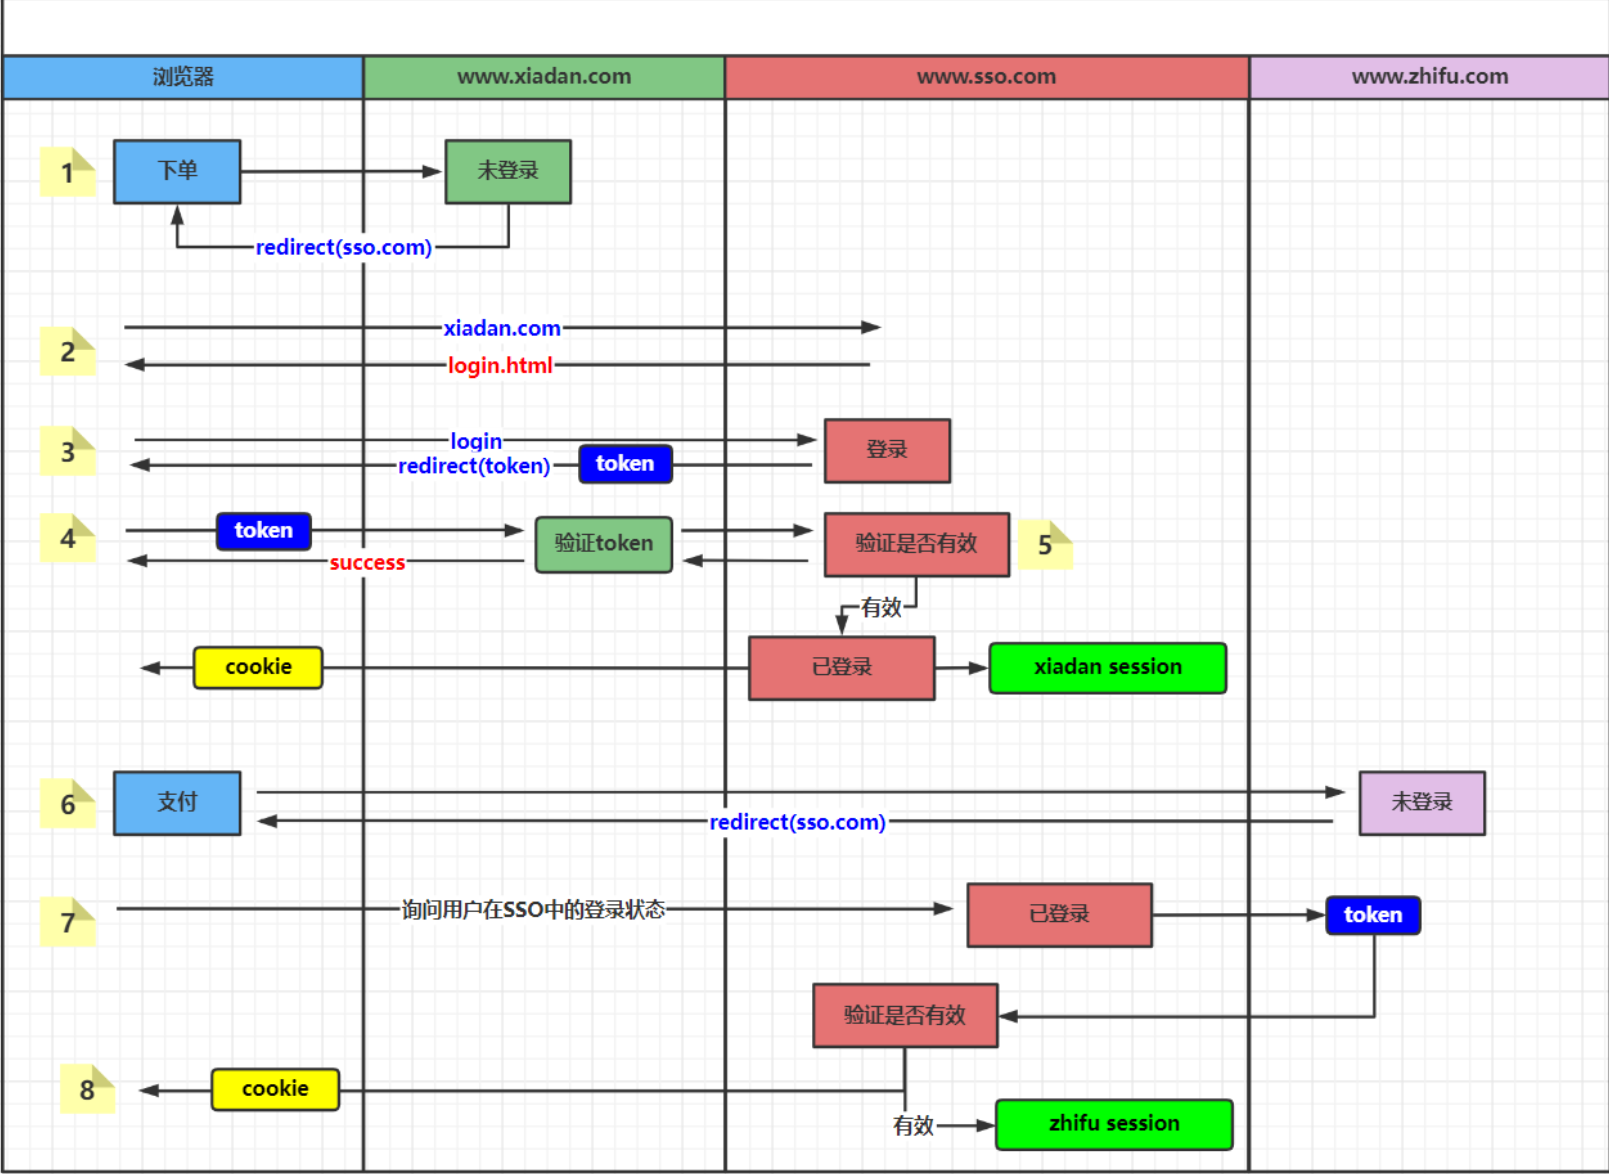 浏览器
www.xiadan.com
www.sso.com
www.zhifu.com
1
下单
未登录
redirect(sso.com)
2
xiadan.com
login.html
3
login
redirect(token)
token
登录
4
token
success
验证token
验证是否有效
5
有效
cookie
已登录
xiadan session
6
支付
redirect(sso.com)
未登录
7
询问用户在SSO中的登录状态
已登录
token
验证是否有效
8
cookie
有效
zhifu session